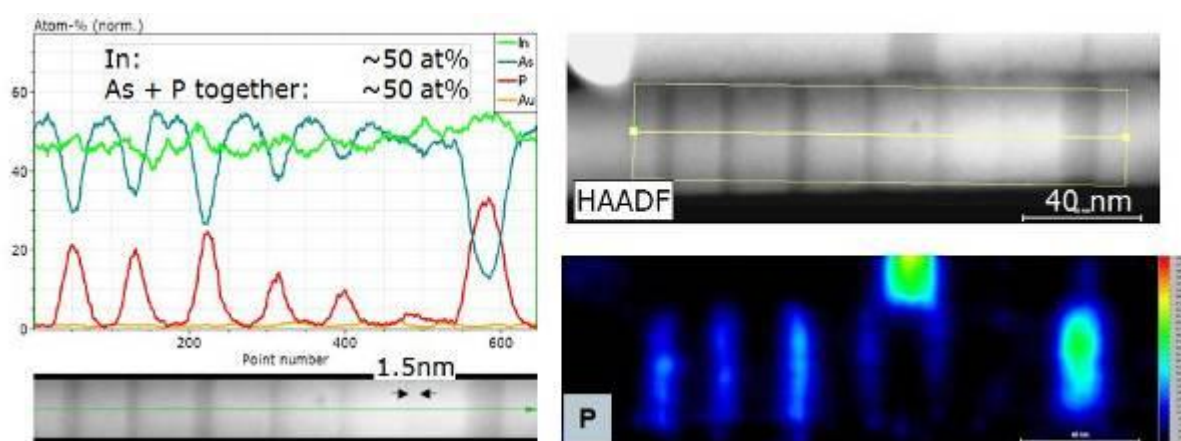 Atom-% (norm.)
In: ~50 at%
As + P together: ~50 at%
In
As
P
Au
60
40
20
0
200 400 600
Point number
1.5nm
HAADF
40 nm
P